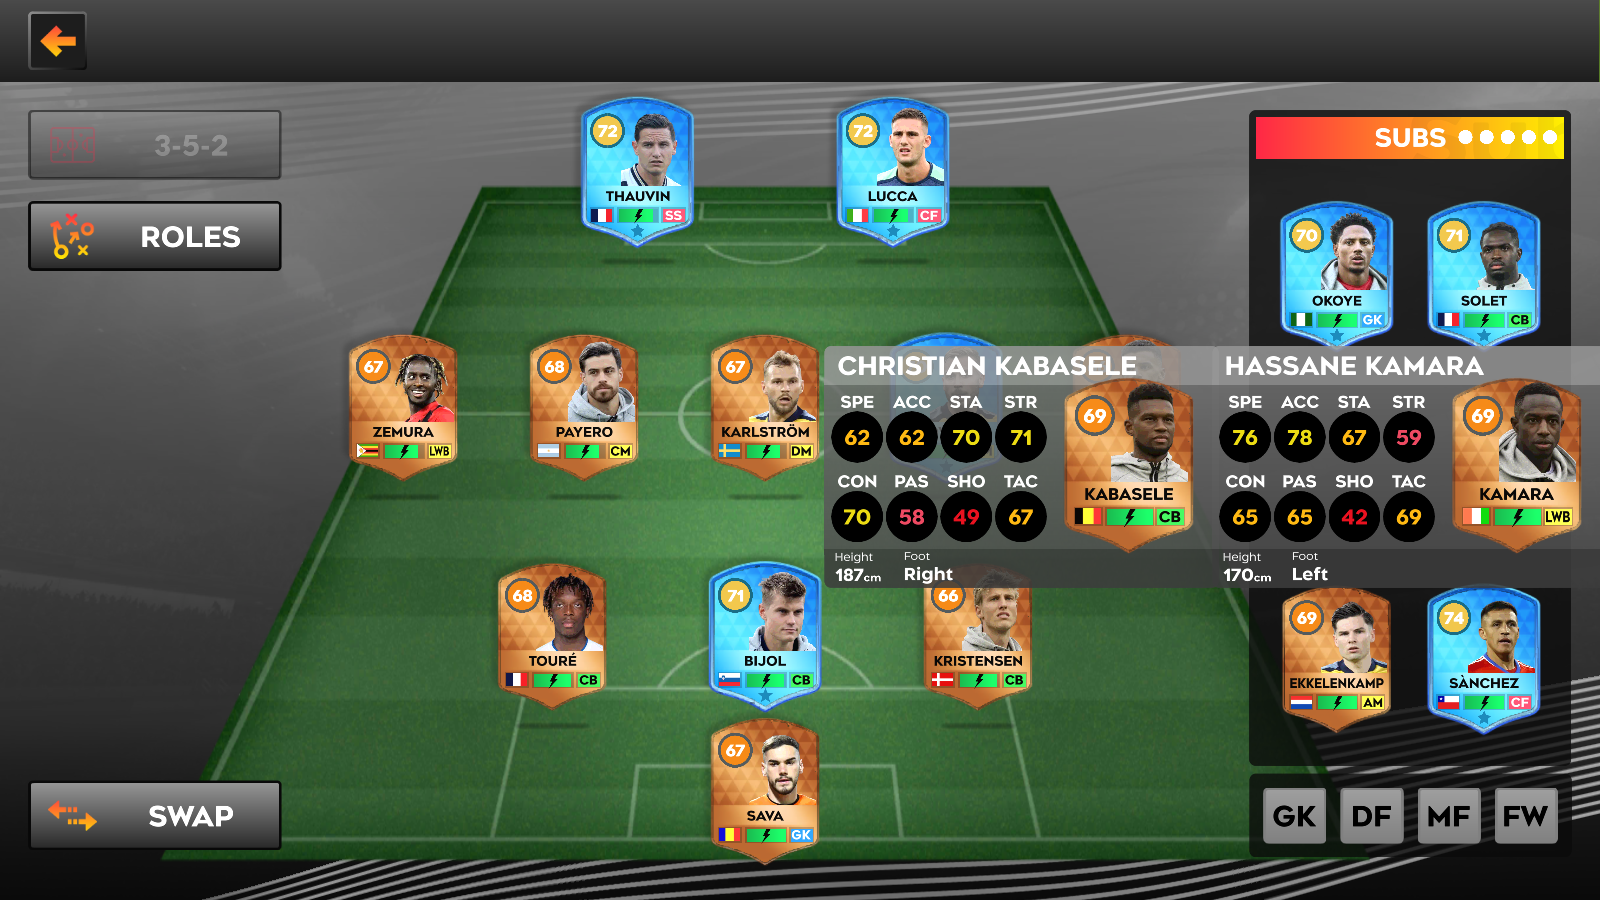 3-5-2
ROLES
SWAP
72
THAUVIN
SS
72
LUCCA
CF
SUBS
70
OKOYE
GK
71
SOLET
CB
67
ZEMURA
LWB
68
PAYERO
CM
67
KARLSTRÖM
DM
CHRISTIAN KABASELE
SPE ACC STA STR
62 62 70 71
CON PAS SHO TAC
70 58 49 67
Height Foot
187cm Right
69
KABASELE
CB
HASSANE KAMARA
SPE ACC STA STR
76 78 67 59
CON PAS SHO TAC
65 65 42 69
Height Foot
170cm Left
69
KAMARA
LWB
68
TOURÉ
CB
71
BIJOL
CB
66
KRISTENSEN
CB
69
EKKELENKAMP
AM
74
SÀNCHEZ
CF
67
SAVA
GK
GK DF MF FW